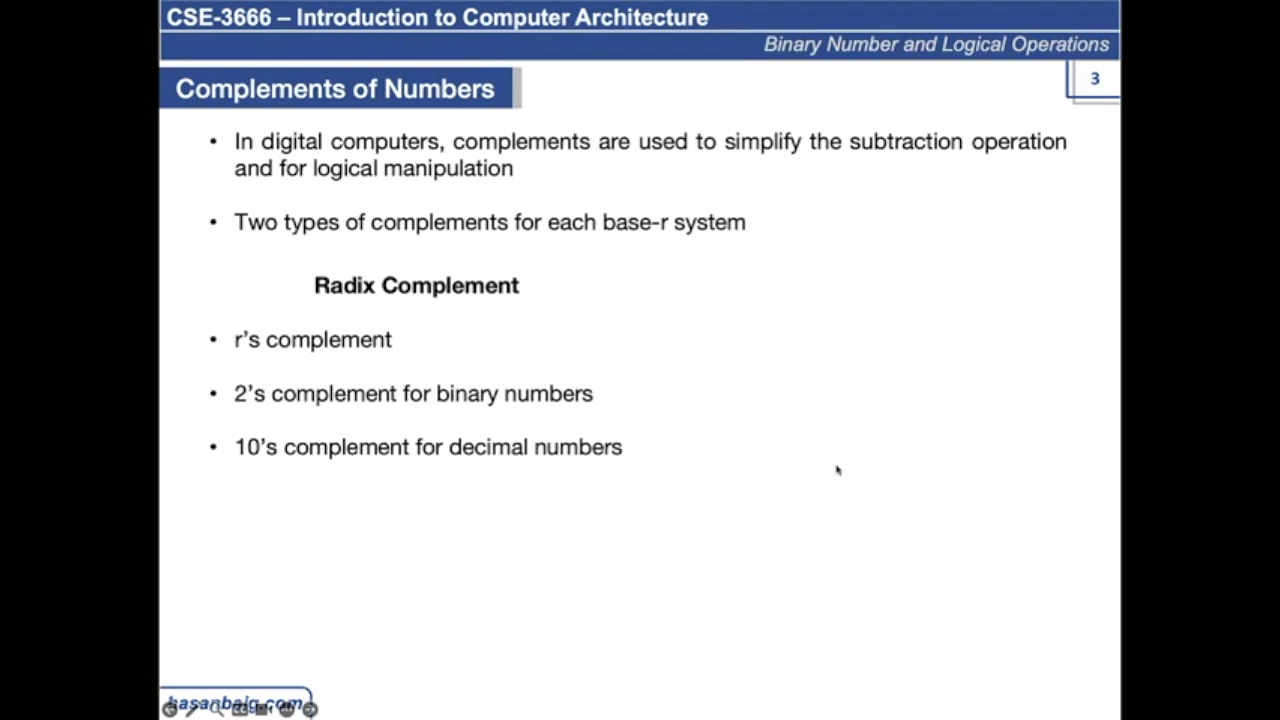 CSE-3666 – Introduction to Computer Architecture
Binary Number and Logical Operations
Complements of Numbers
3
• In digital computers, complements are used to simplify the subtraction operation
and for logical manipulation
• Two types of complements for each base-r system
Radix Complement
• r’s complement
• 2’s complement for binary numbers
• 10’s complement for decimal numbers
hasanbaig.com